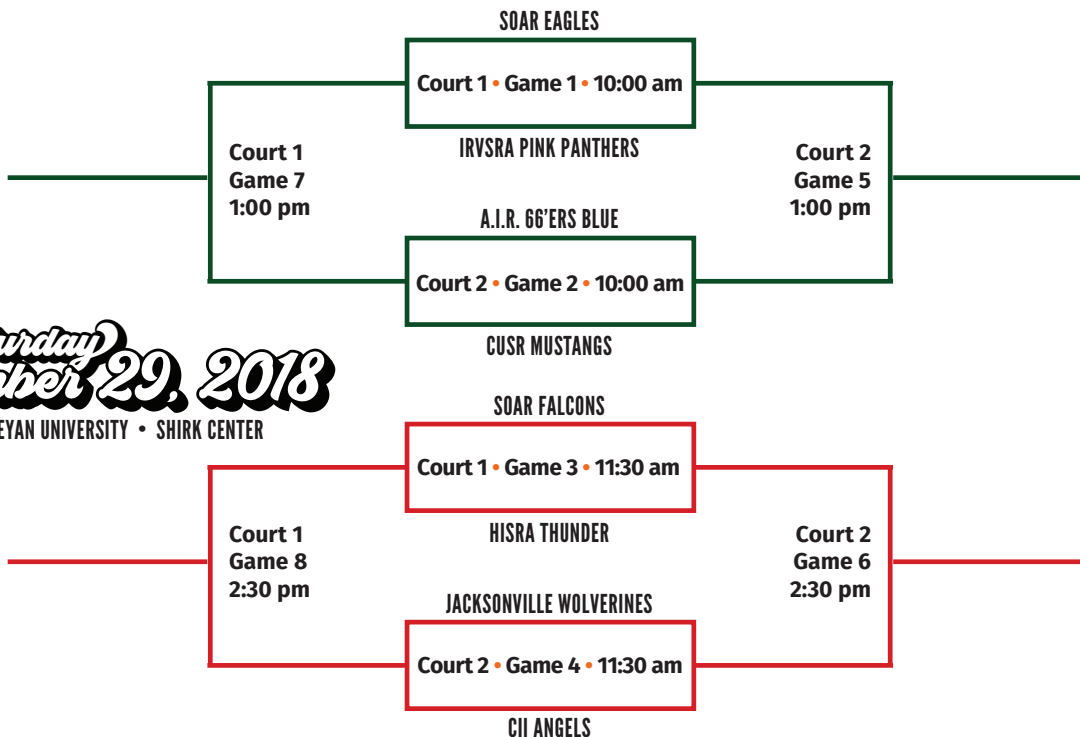 SOAR EAGLES
Court 1 • Game 1 • 10:00 am
IRVSRA PINK PANTHERS
Court 1
Game 7
1:00 pm
Court 2
Game 5
1:00 pm
A.I.R. 66'ERS BLUE
Court 2 • Game 2 • 10:00 am
CUSR MUSTANGS
urday
ber 29, 2018
EYAN UNIVERSITY • SHIRK CENTER
SOAR FALCONS
Court 1 • Game 3 • 11:30 am
HISRA THUNDER
Court 1
Game 8
2:30 pm
Court 2
Game 6
2:30 pm
JACKSONVILLE WOLVERINES
Court 2 • Game 4 • 11:30 am
CII ANGELS